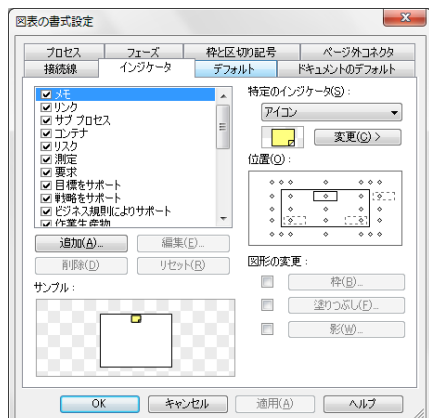 図表の書式設定
プロセス フェーズ 枠と区切り記号 ページ外コネクタ
接続線 インジケータ デフォルト ドキュメントのデフォルト
メモ
リンク
サブ プロセス
コンテナ
リスク
測定
要求
目標をサポート
戦略をサポート
ビジネス規則によりサポート
作業生産物
追加(A)... 編集(E)...
削除(D) リセット(R)
サンプル :
特定のインジケータ(S) :
アイコン
変更(C) >
位置(O) :
図形の変更 :
枠(B)...
塗りつぶし(F)...
影(W)...
OK キャンセル 適用(A) ヘルプ